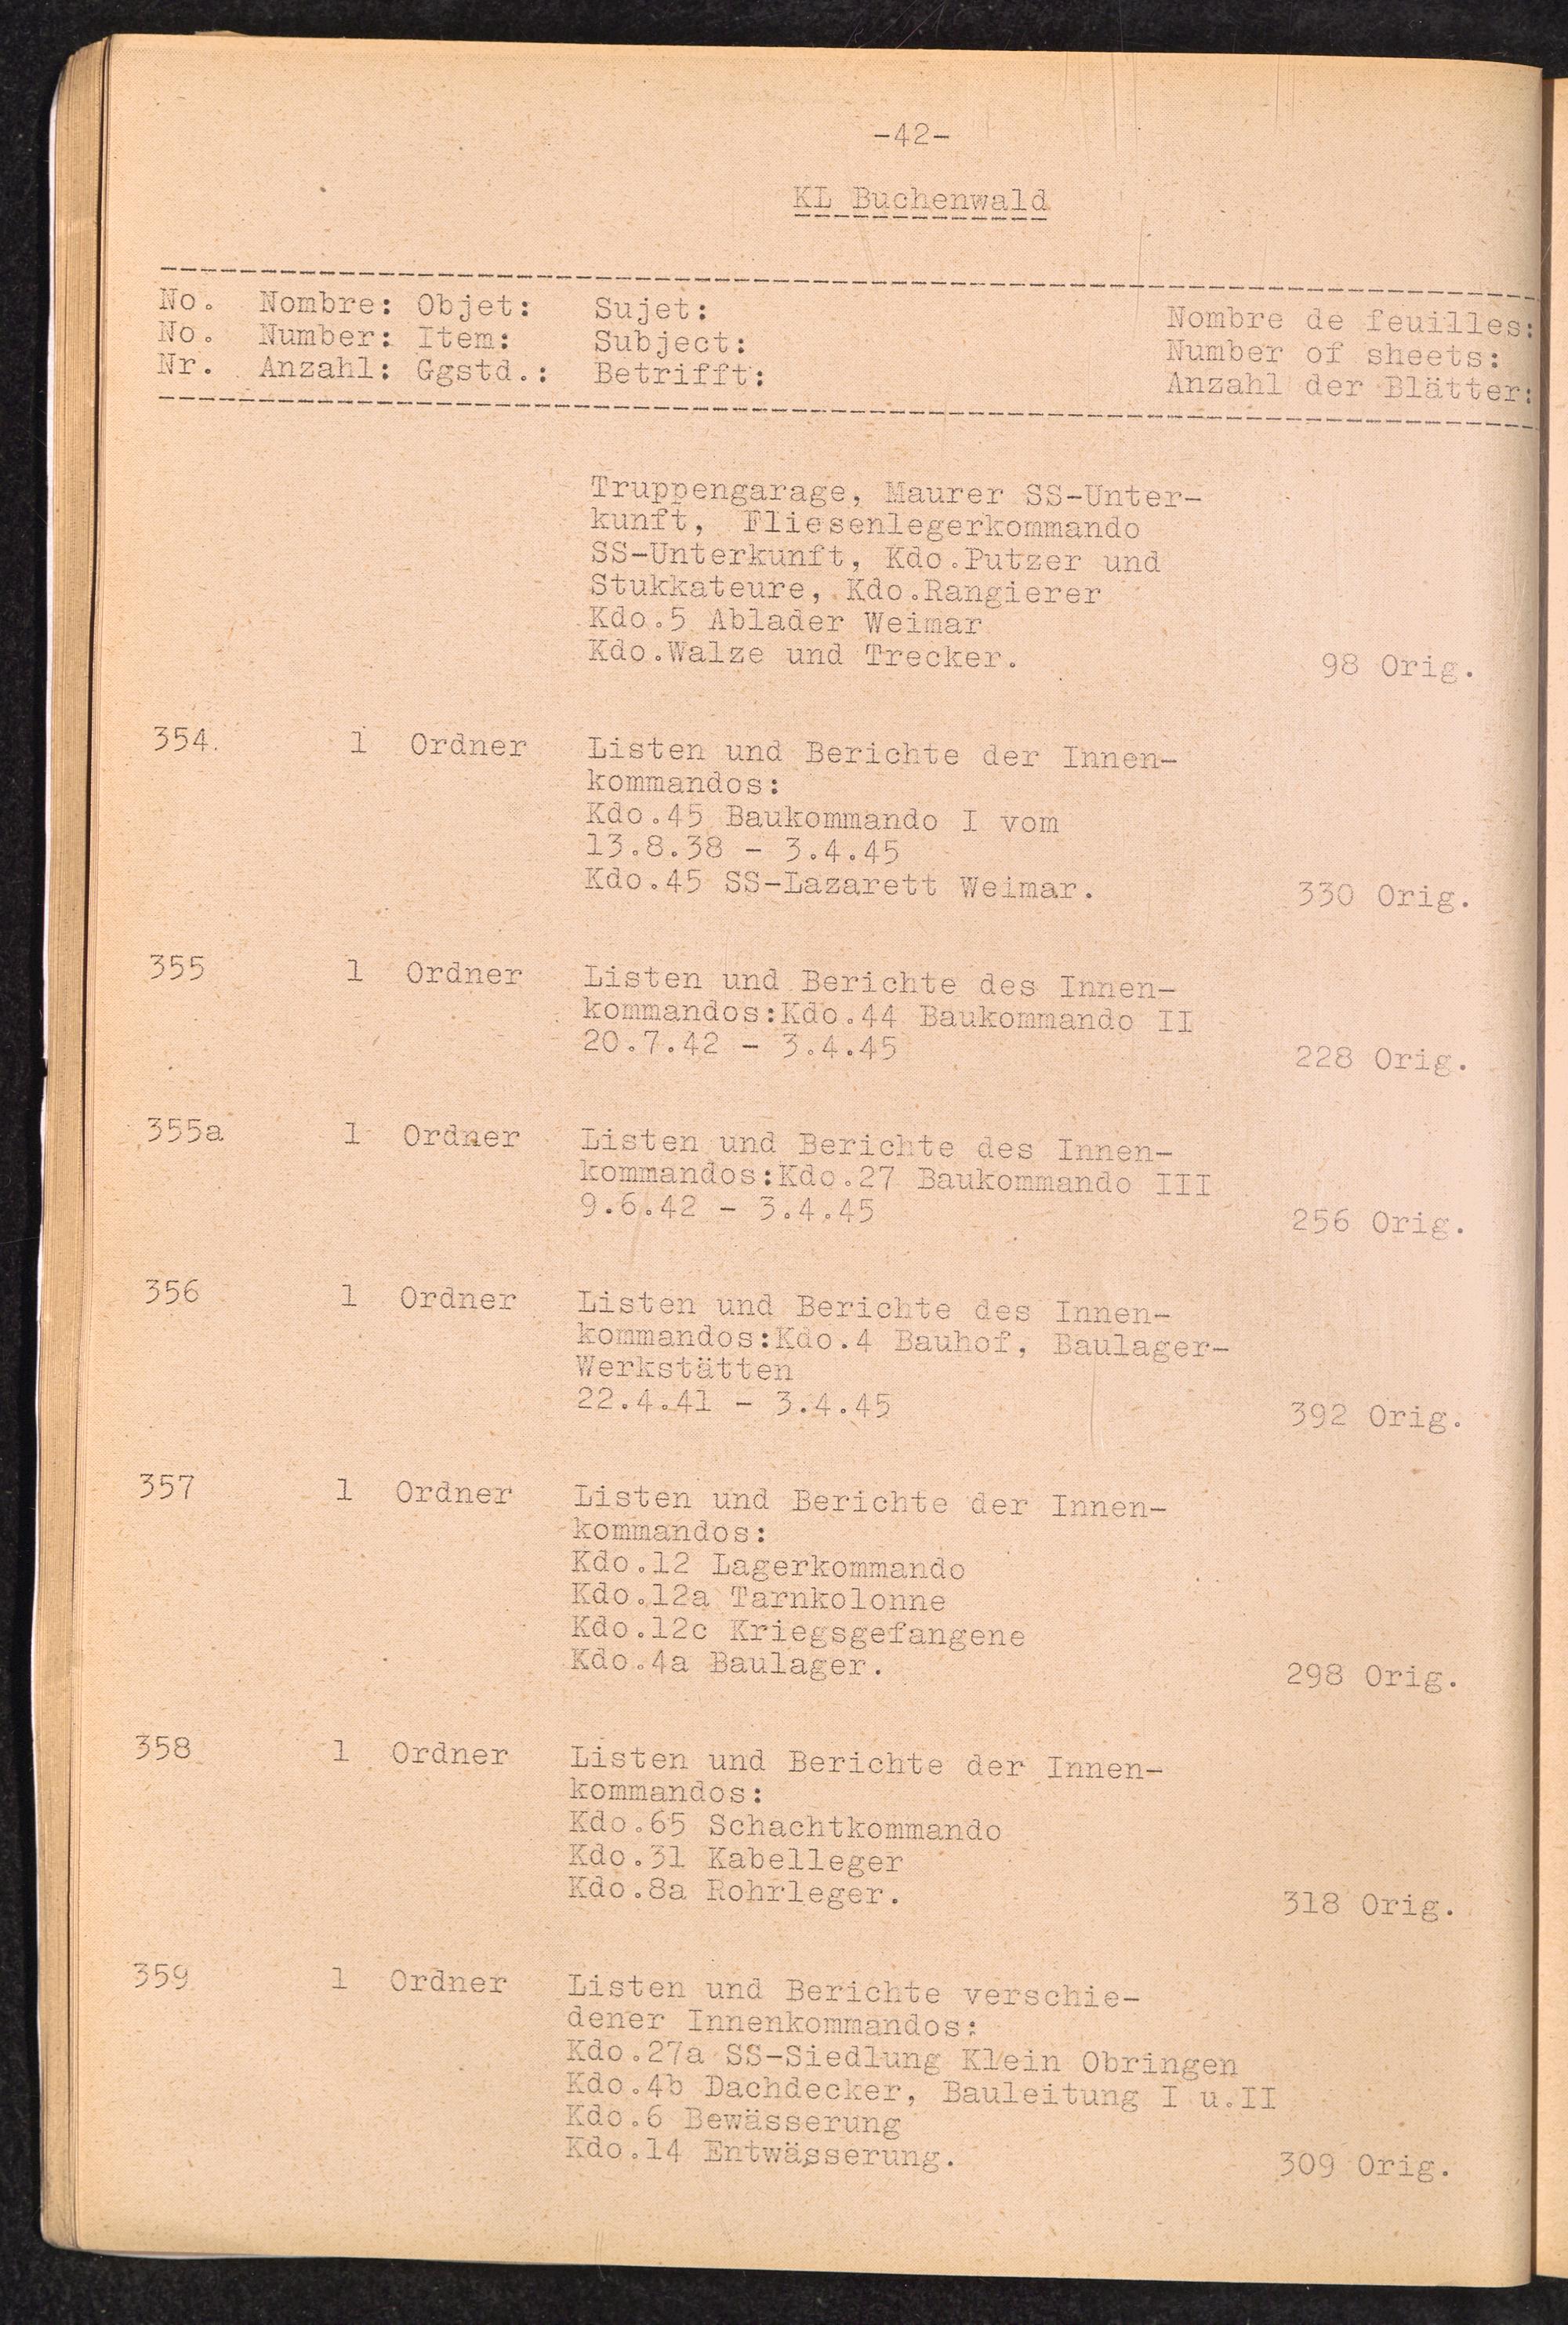 -42-
KL Buchenwald
No. Nombre: Objet: Sujet: Nombre de feuilles:
No. Number: Item: Subject: Number of sheets:
Nr. Anzahl: Ggstd.: Betrifft: Anzahl der Blätter:
Truppengarage, Maurer SS-Unter-
kunft, Fliesenlegerkommando
SS-Unterkunft, Kdo.Putzer und
Stukkateure, Kdo.Rangierer
Kdo.5 Ablader Weimar
Kdo.Walze und Trecker. 98 Orig.
354. 1 Ordner Listen und Berichte der Innen-
kommandos:
Kdo.45 Baukommando I vom
13.8.38 - 3.4.45
Kdo.45 SS-Lazarett Weimar. 330 Orig.
355 1 Ordner Listen und Berichte des Innen-
kommandos:Kdo.44 Baukommando II
20.7.42 - 3.4.45 228 Orig.
355a 1 Ordner Listen und Berichte des Innen-
kommandos:Kdo.27 Baukommando III
9.6.42 - 3.4.45 256 Orig.
356 1 Ordner Listen und Berichte des Innen-
kommandos:Kdo.4 Bauhof, Baulager-
Werkstätten
22.4.41 - 3.4.45 392 Orig.
357 1 Ordner Listen und Berichte der Innen-
kommandos:
Kdo.12 Lagerkommando
Kdo.12a Tarnkolonne
Kdo.12c Kriegsgefangene
Kdo.4a Baulager. 298 Orig.
358 1 Ordner Listen und Berichte der Innen-
kommandos:
Kdo.65 Schachtkommando
Kdo.31 Kabelleger
Kdo.8a Rohrleger. 318 Orig.
359 1 Ordner Listen und Berichte verschie-
dener Innenkommandos:
Kdo.27a SS-Siedlung Klein Obringen
Kdo.4b Dachdecker, Bauleitung I u.II
Kdo.6 Bewässerung
Kdo.14 Entwässerung. 309 Orig.